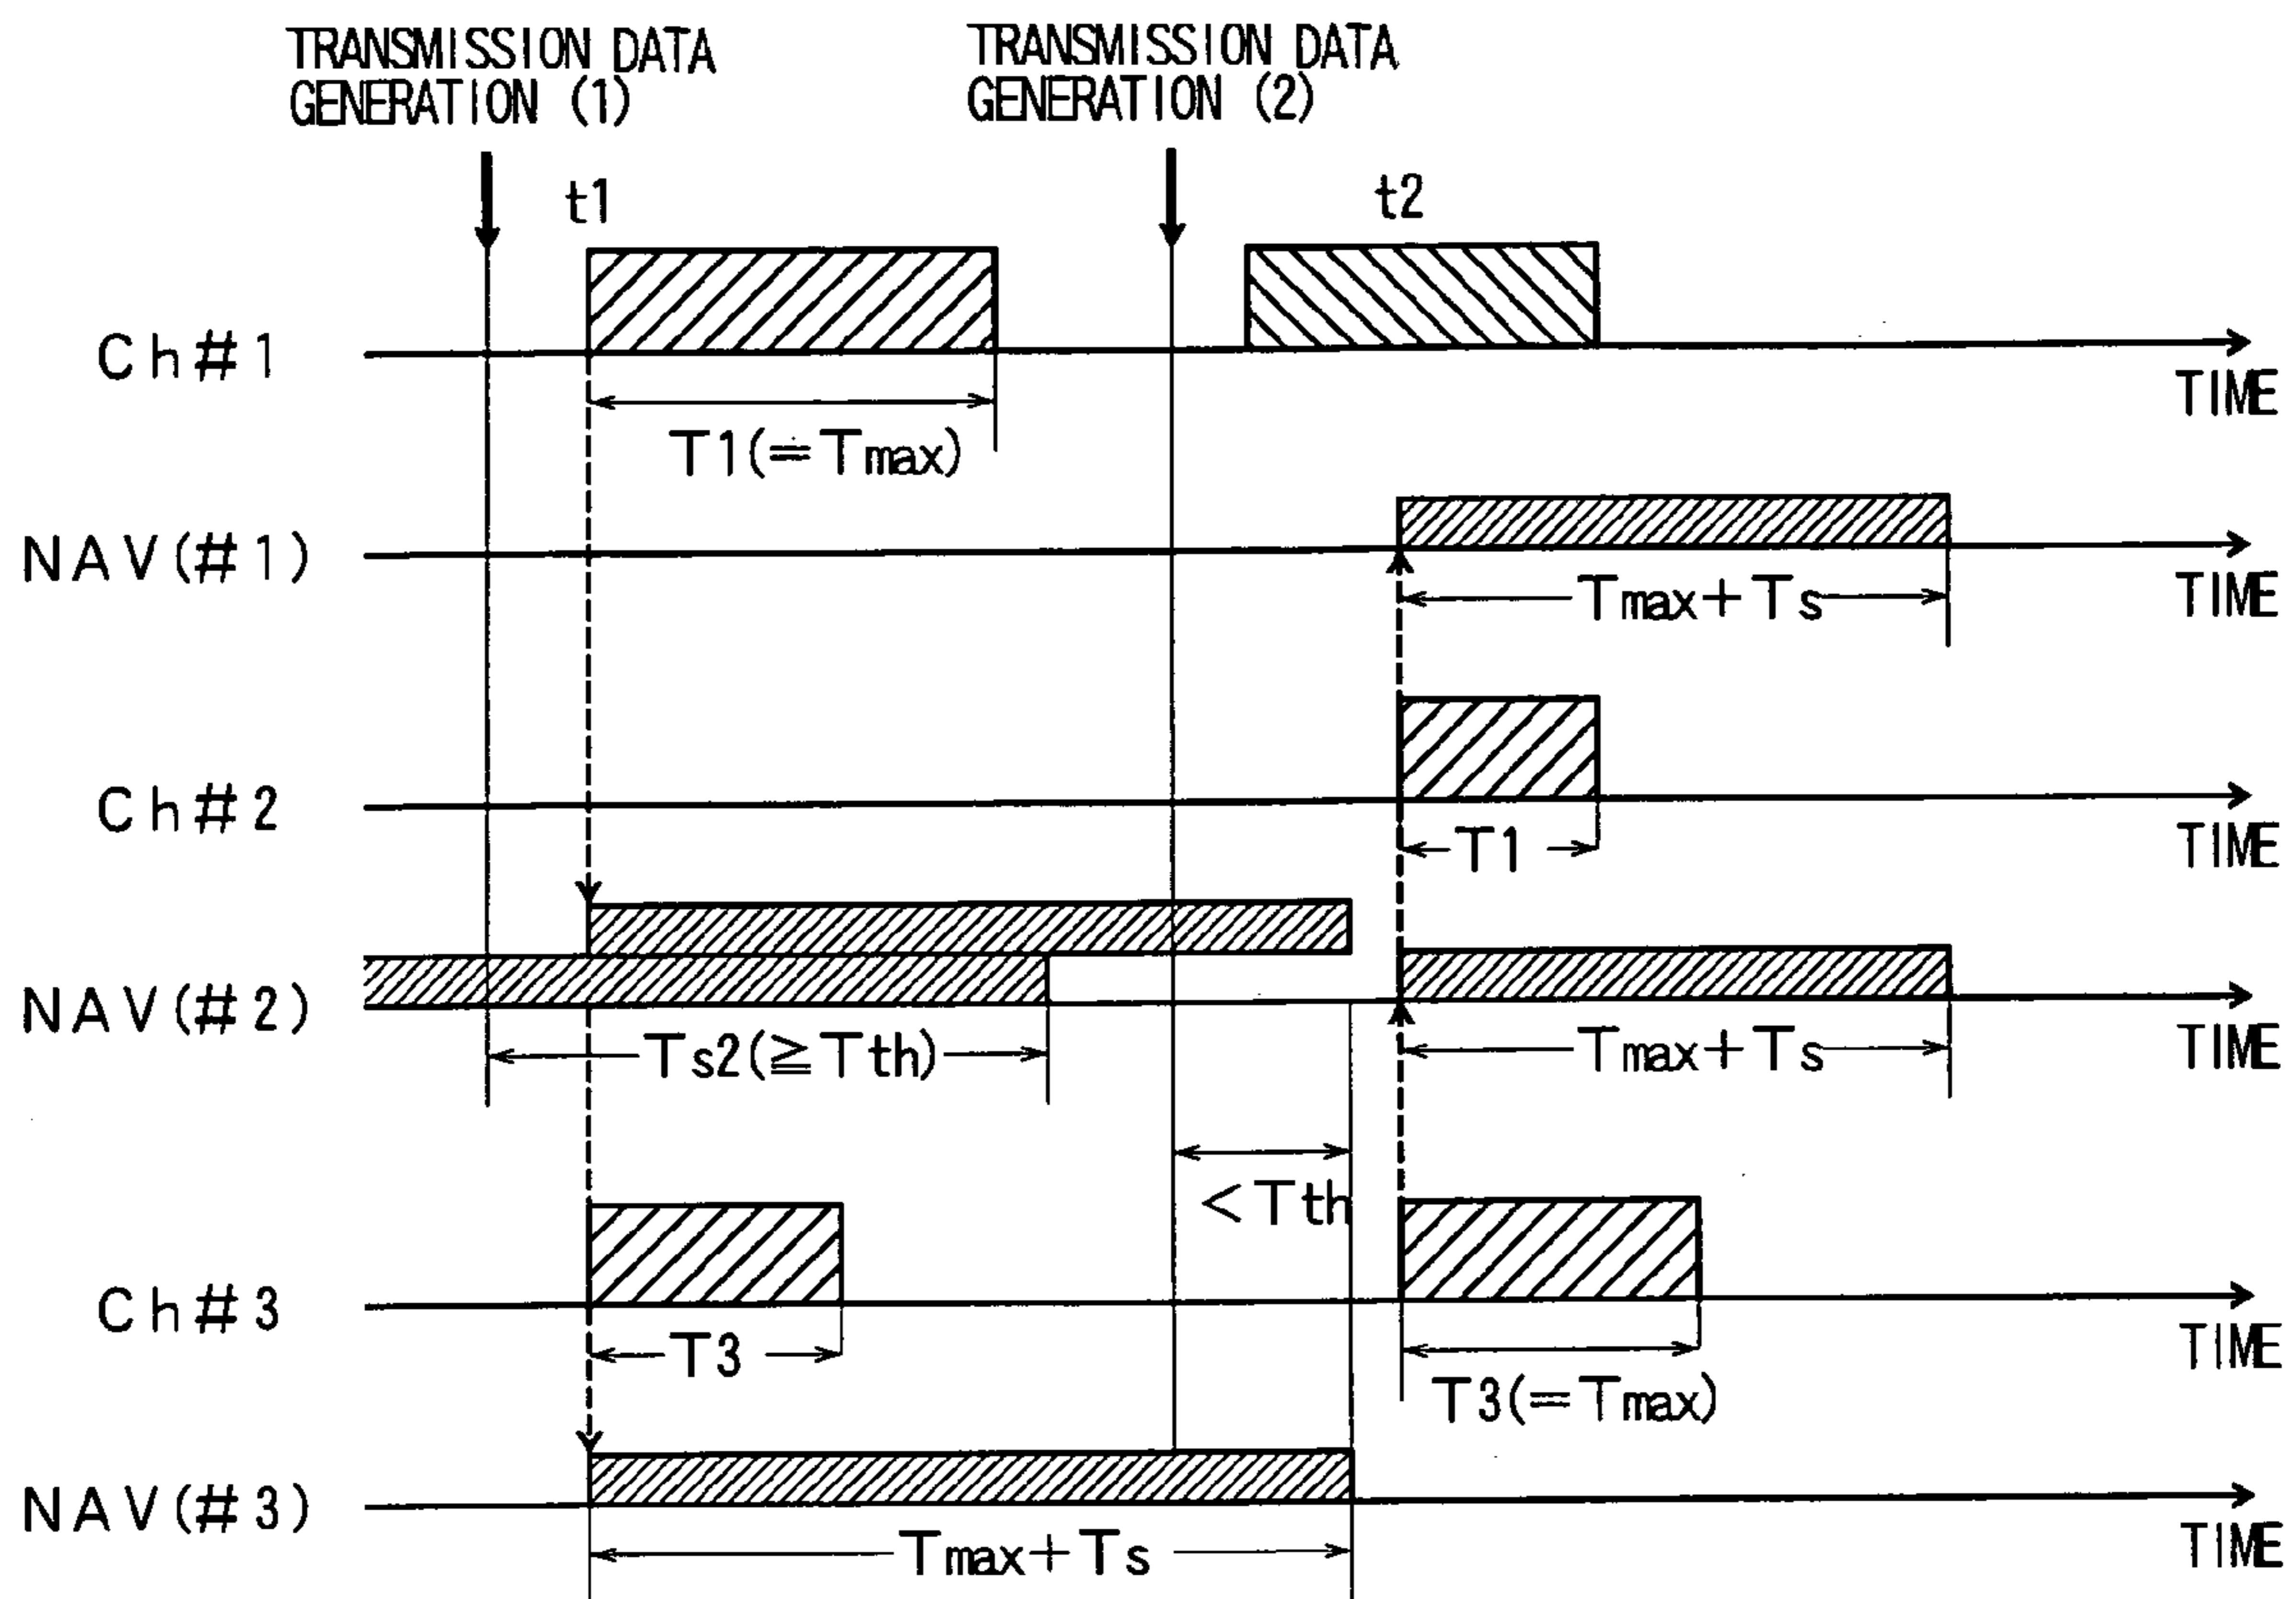 TRANSMISSION DATA
GENERATION (1)
TRANSMISSION DATA
GENERATION (2)
t1
t2
Ch#1
TIME
T1(=Tmax)
NAV(#1)
TIME
Tmax+Ts
Ch#2
TIME
T1
NAV(#2)
TIME
Ts2(≧Tth)
Tmax+Ts
<Tth
Ch#3
TIME
T3
T3(=Tmax)
NAV(#3)
TIME
Tmax+Ts